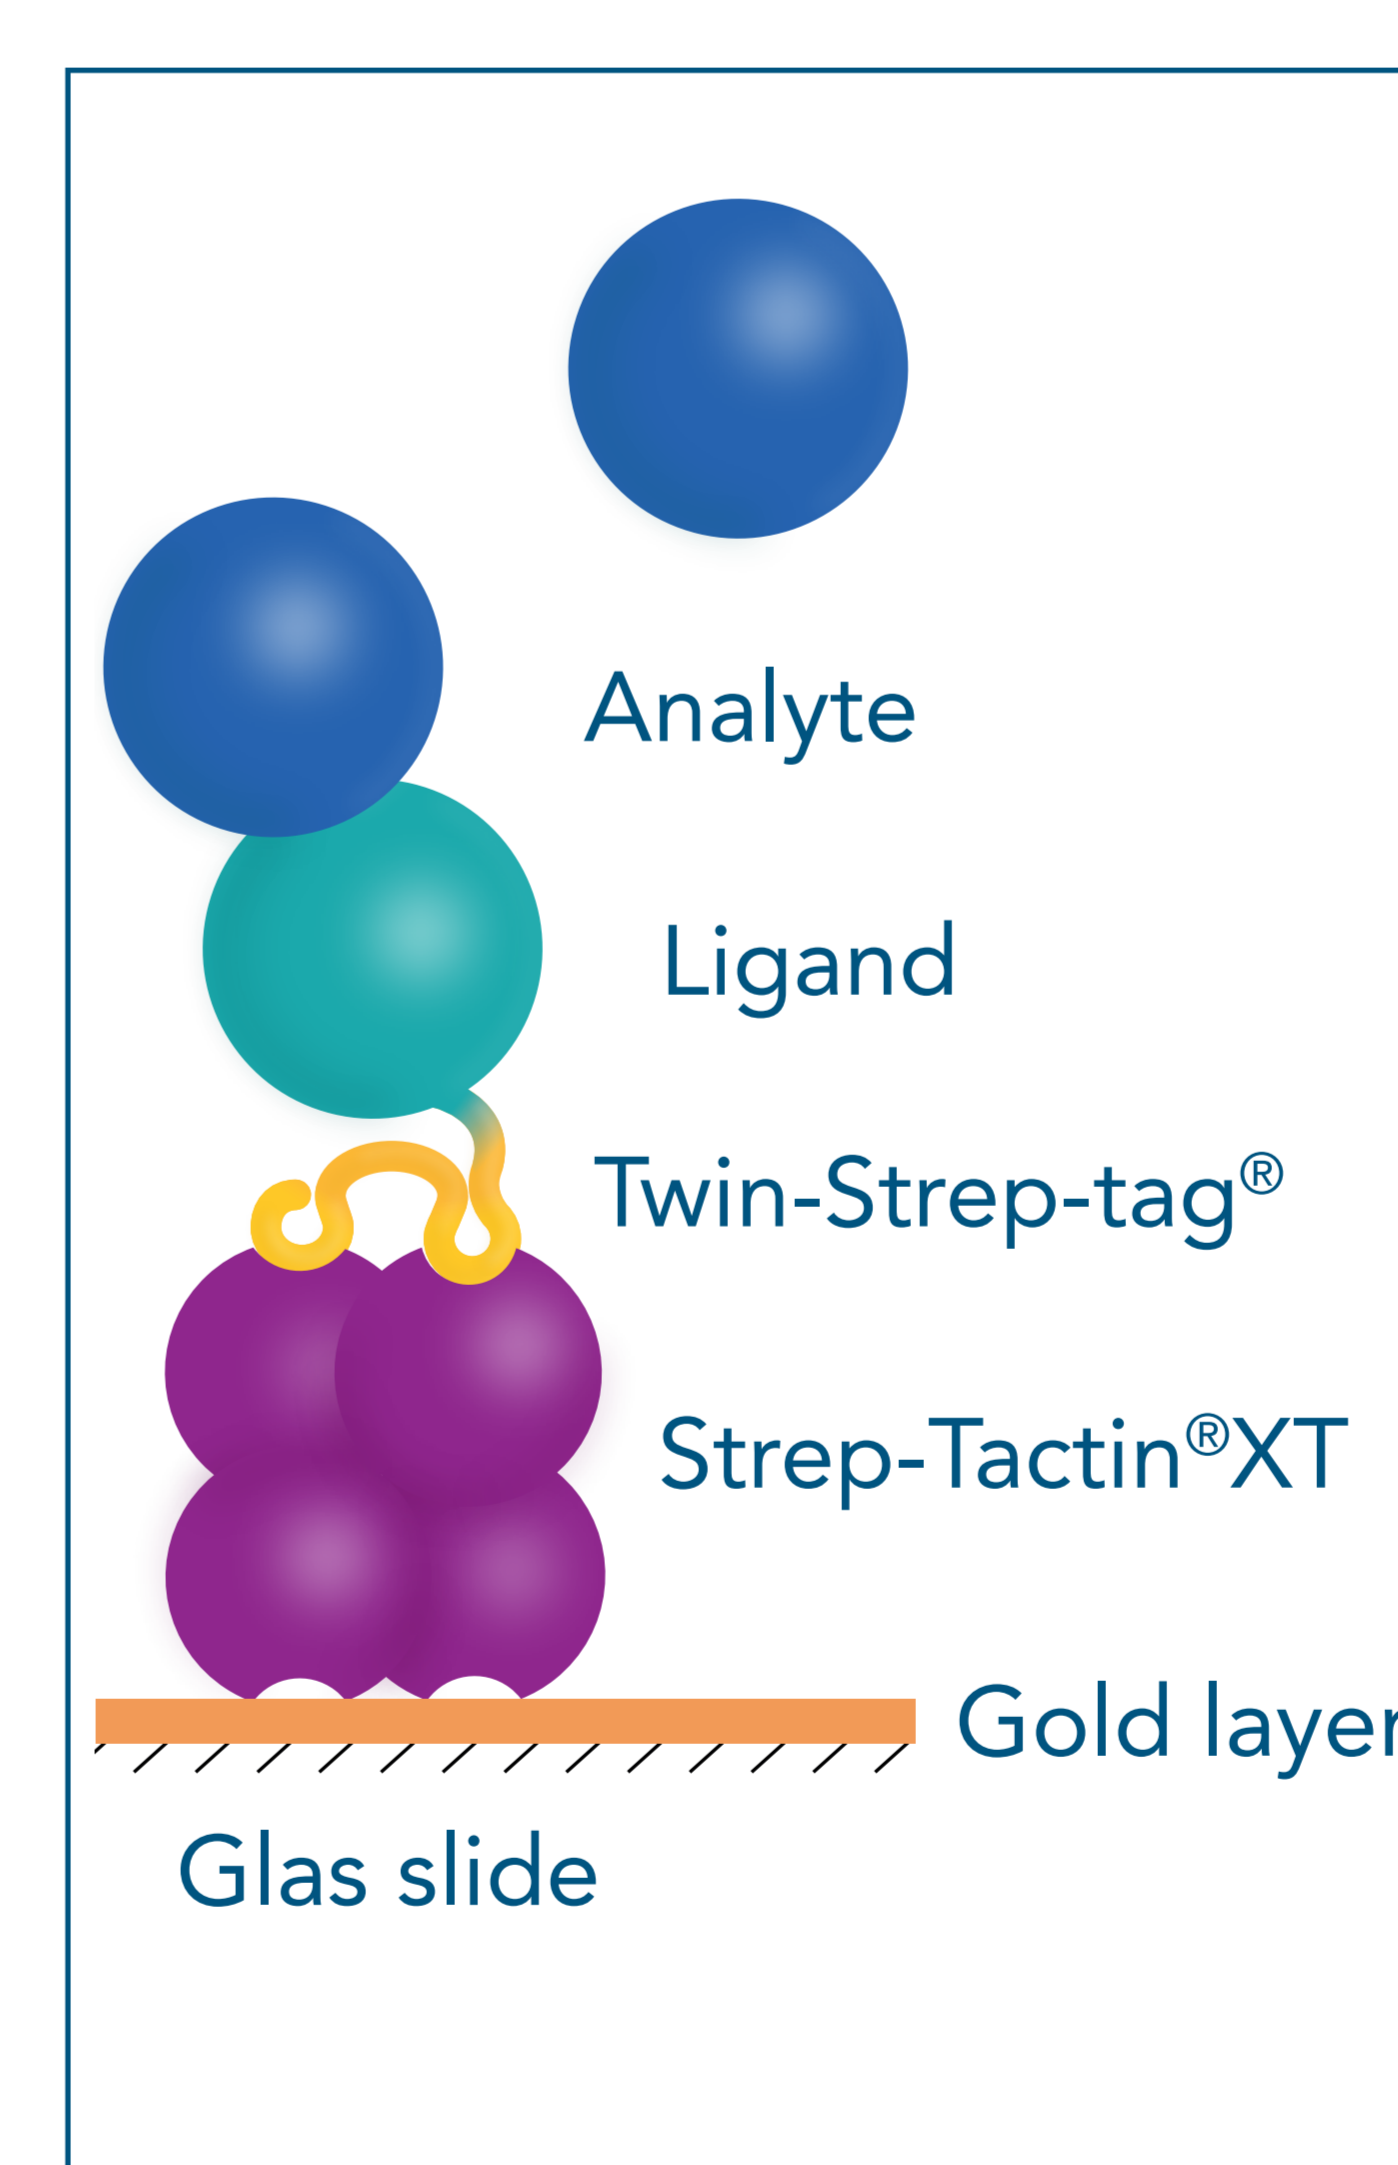 Analyte
Ligand
Twin-Strep-tag®
Strep-Tactin®XT
Gold layer
Glas slide